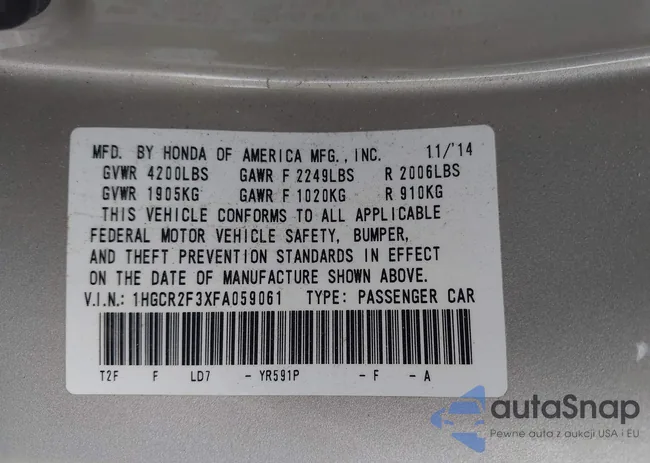 MFD. BY HONDA OF AMERICA MFG., INC. 11/'14
GVWR 4200LBS GAWR F 2249LBS R 2006LBS
GVWR 1905KG GAWR F 1020KG R 910KG
THIS VEHICLE CONFORMS TO ALL APPLICABLE
FEDERAL MOTOR VEHICLE SAFETY, BUMPER,
AND THEFT PREVENTION STANDARDS IN EFFECT
ON THE DATE OF MANUFACTURE SHOWN ABOVE.
V.I.N.: 1HGCR2F3XFA059061 TYPE: PASSENGER CAR
T2F F LD7 - YR591P - F - A
autaSnap
Pewne auta z aukcji USA i EU